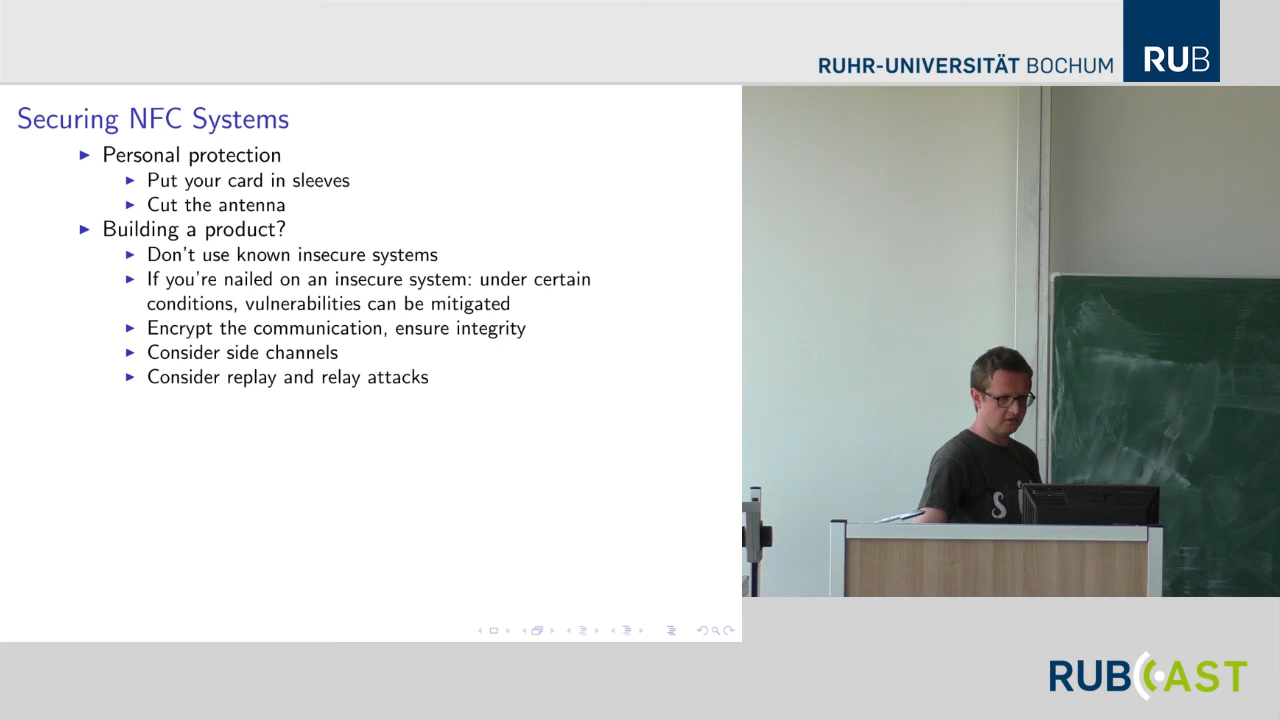 RUHR-UNIVERSITÄT BOCHUM
RUB
Securing NFC Systems
Personal protection
Put your card in sleeves
Cut the antenna
Building a product?
Don't use known insecure systems
If you're nailed on an insecure system: under certain
conditions, vulnerabilities can be mitigated
Encrypt the communication, ensure integrity
Consider side channels
Consider replay and relay attacks
RUBCAST